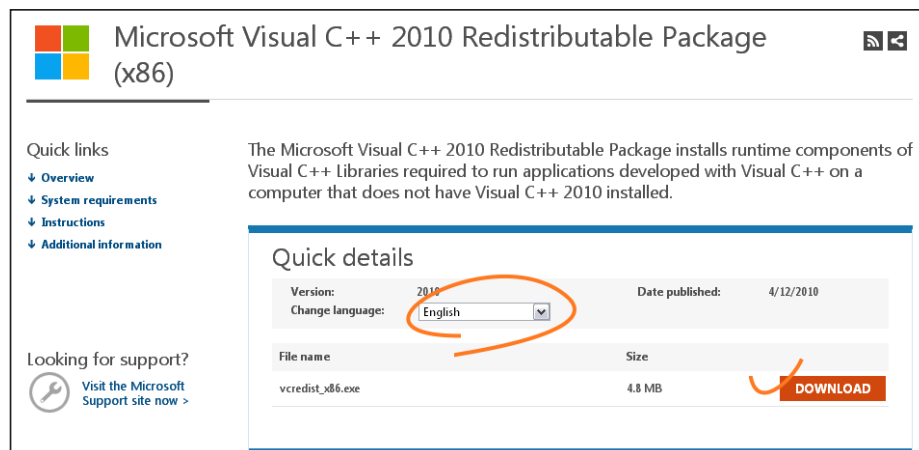 Microsoft Visual C++ 2010 Redistributable Package
(x86)
Quick links
Overview
System requirements
Instructions
Additional information
Looking for support?
Visit the Microsoft
Support site now >
The Microsoft Visual C++ 2010 Redistributable Package installs runtime components of
Visual C++ Libraries required to run applications developed with Visual C++ on a
computer that does not have Visual C++ 2010 installed.
Quick details
Version: 2010 Date published: 4/12/2010
Change language: English
File name Size
vcredist_x86.exe 4.8 MB DOWNLOAD